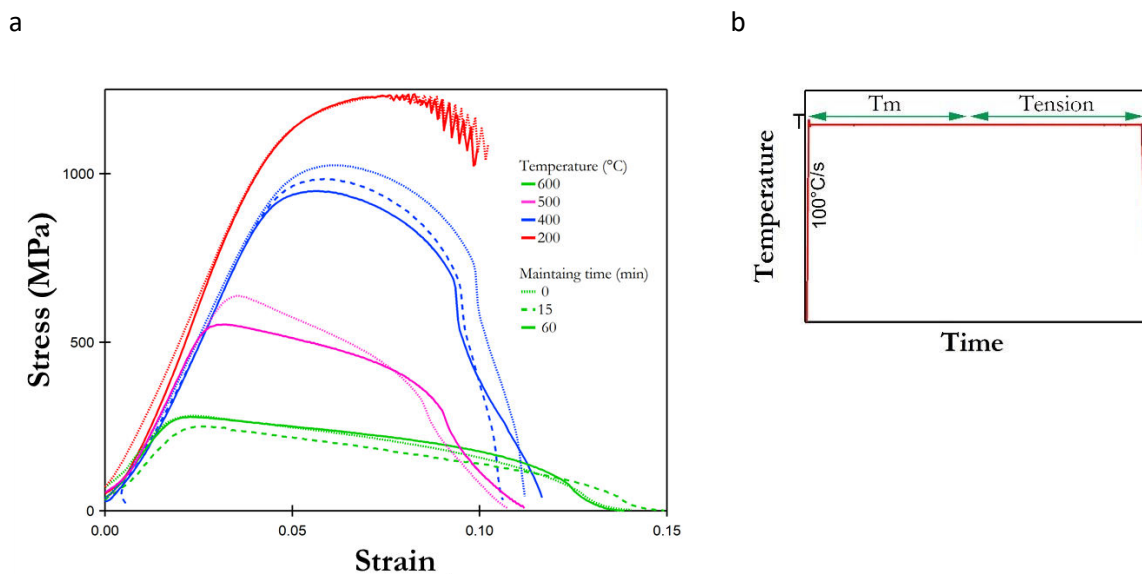 a
b
Stress (MPa)
1000
500
0
0.00
0.05
0.10
0.15
Strain
Temperature (°C)
600
500
400
200
Maintaing time (min)
0
15
60
T
Tm
Tension
Temperature
100°C/s
Time